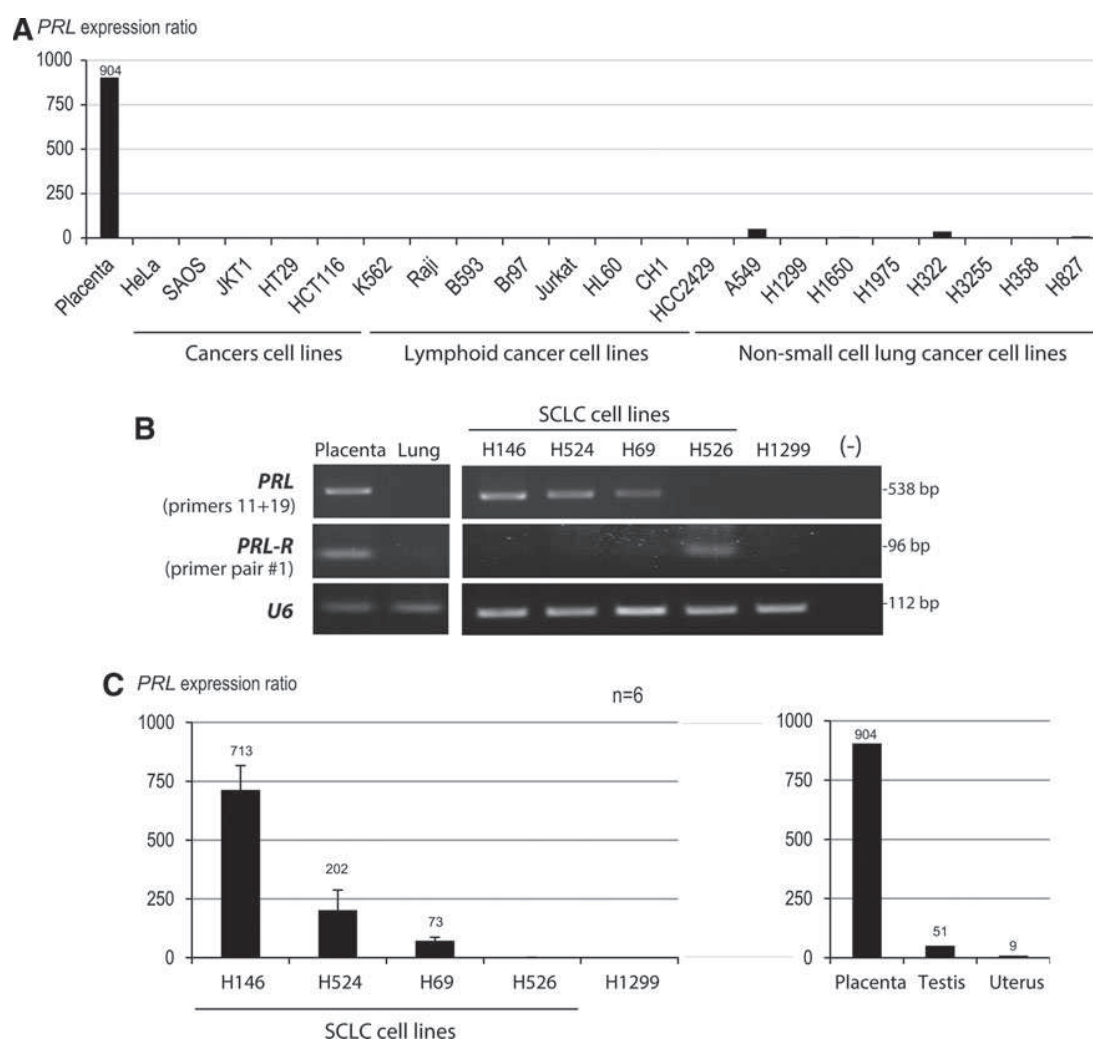 A PRL expression ratio
1000
904
750
500
250
0
Placenta HeLa SAOS JKT1 HT29 HCT116 K562 Raji B593 Br97 Jurkat HL60 CH1 HCC2429 A549 H1299 H1650 H1975 H322 H3255 H358 H827
Cancers cell lines Lymphoid cancer cell lines Non-small cell lung cancer cell lines
B
SCLC cell lines
Placenta Lung H146 H524 H69 H526 H1299 (-)
PRL
(primers 11+19)
-538 bp
PRL-R
(primer pair #1)
-96 bp
U6
-112 bp
C PRL expression ratio
n=6
1000
750
500
250
0
713
202
73
H146 H524 H69 H526 H1299
SCLC cell lines
1000
750
500
250
0
904
51
9
Placenta Testis Uterus